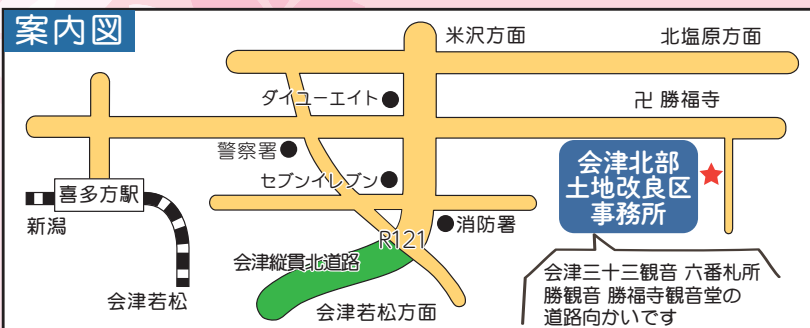 案内図
米沢方面
北塩原方面
ダイユーエイト
卍 勝福寺
警察署
セブンイレブン
会津北部
土地改良区
事務所
喜多方駅
新潟
消防署
R121
会津縦貫北道路
会津若松
会津若松方面
会津三十三観音 六番札所
勝観音 勝福寺観音堂の
道路向かいです